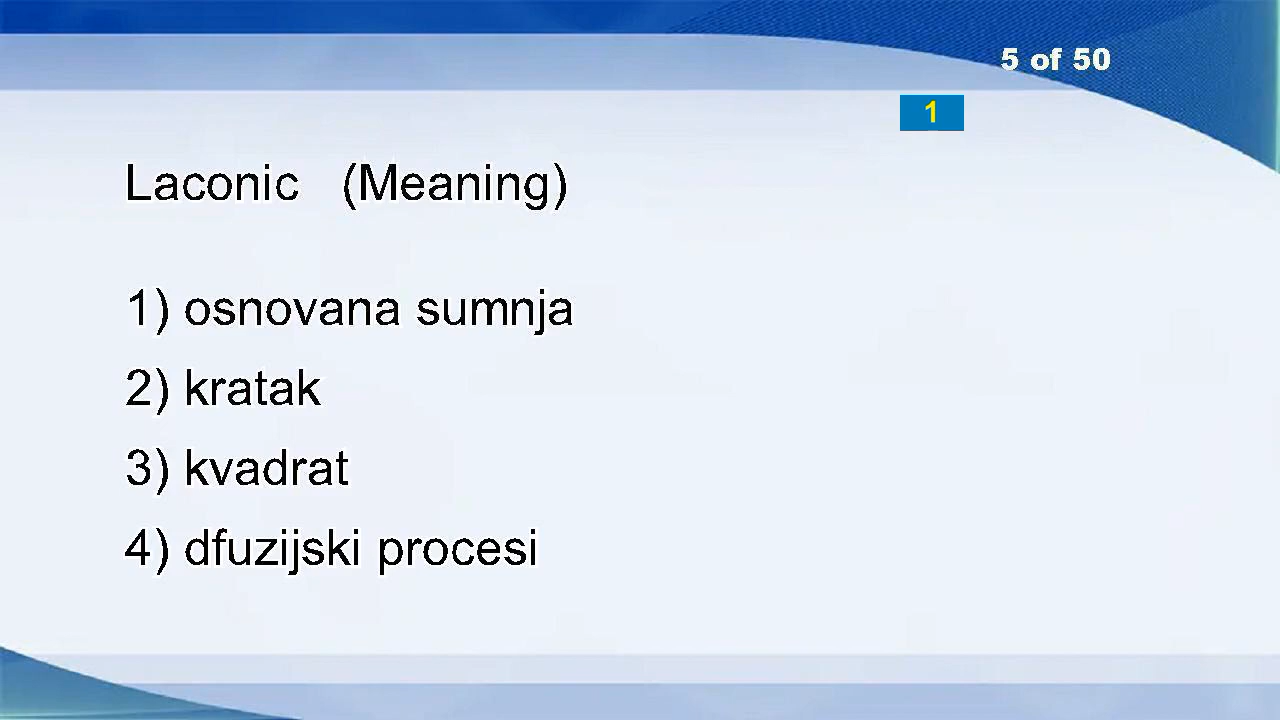 5 of 50
1
Laconic (Meaning)
1) osnovana sumnja
2) kratak
3) kvadrat
4) dfuzijski procesi